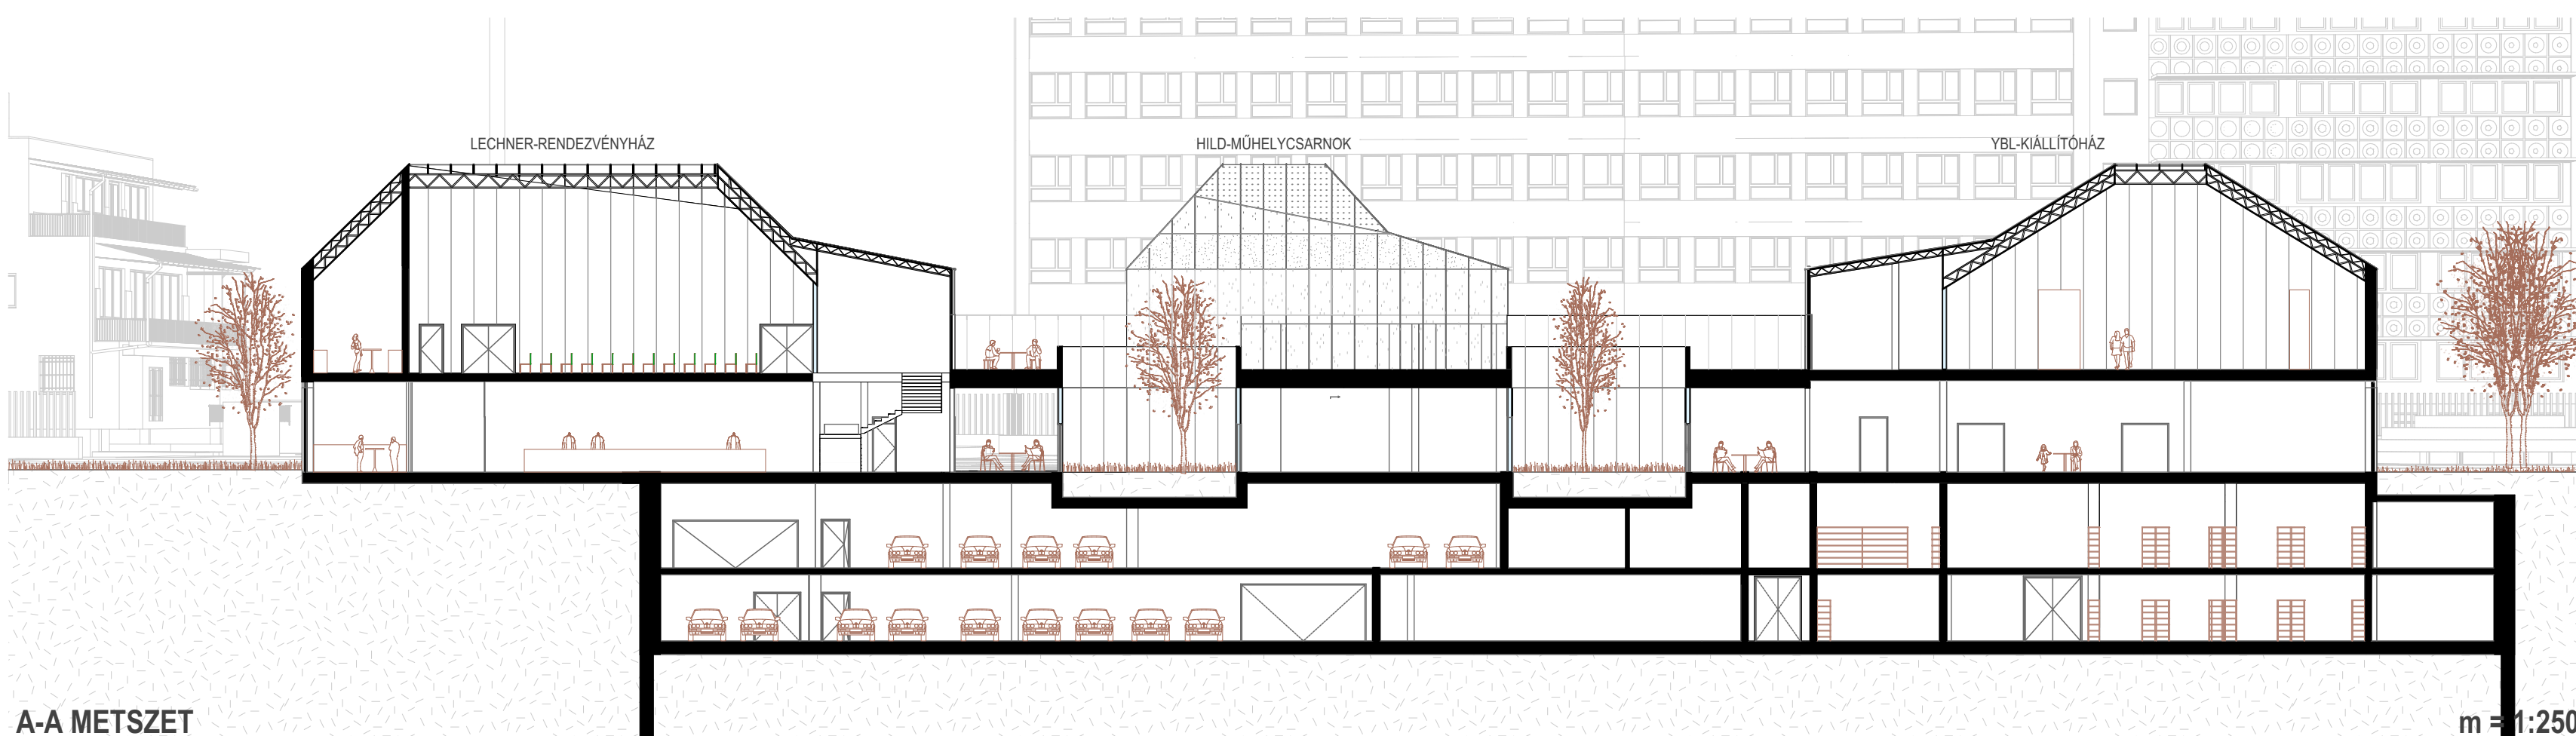 LECHNER-RENDEZVÉNYHÁZ
HILD-MŰHELYCSARNOK
YBL-KIÁLLÍTÓHÁZ
A-A METSZET
m = 1:250